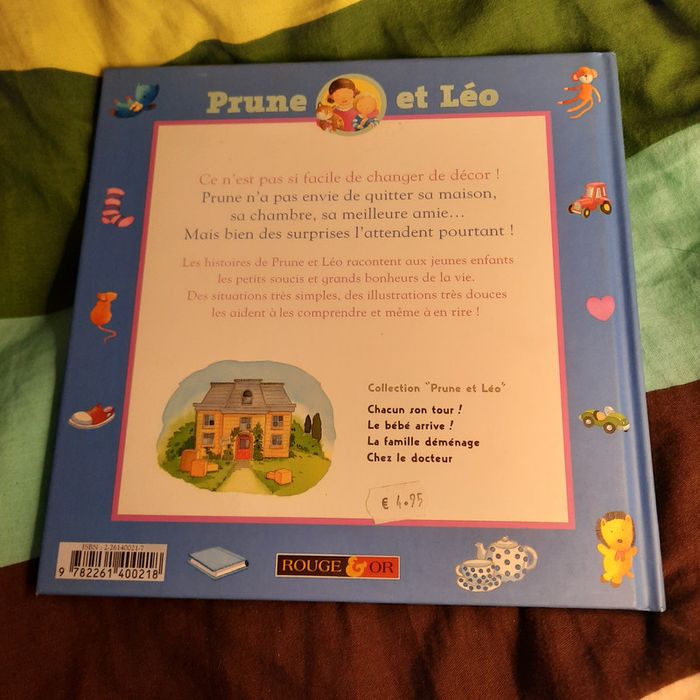 Prune et Léo
Ce n'est pas si facile de changer de décor !
Prune n'a pas envie de quitter sa maison,
sa chambre, sa meilleure amie...
Mais bien des surprises l'attendent pourtant !
Les histoires de Prune et Léo racontent aux jeunes enfants
les petits soucis et grands bonheurs de la vie.
Des situations très simples, des illustrations très douces
les aident à les comprendre et même à en rire !
Collection "Prune et Léo"
Chacun son tour !
Le bébé arrive !
La famille déménage
Chez le docteur
€ 4.95
ISBN : 2-26140021-7
9 782261 400218
ROUGE & OR